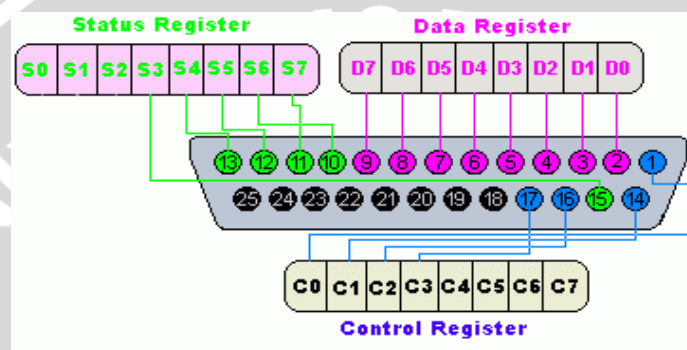 Status Register Data Register
S0 S1 S2 S3 S4 S5 S6 S7 D7 D6 D5 D4 D3 D2 D1 D0
13 12 11 10 9 8 7 6 5 4 3 2 1
25 24 23 22 21 20 19 18 17 16 15 14
C0 C1 C2 C3 C4 C5 C6 C7
Control Register